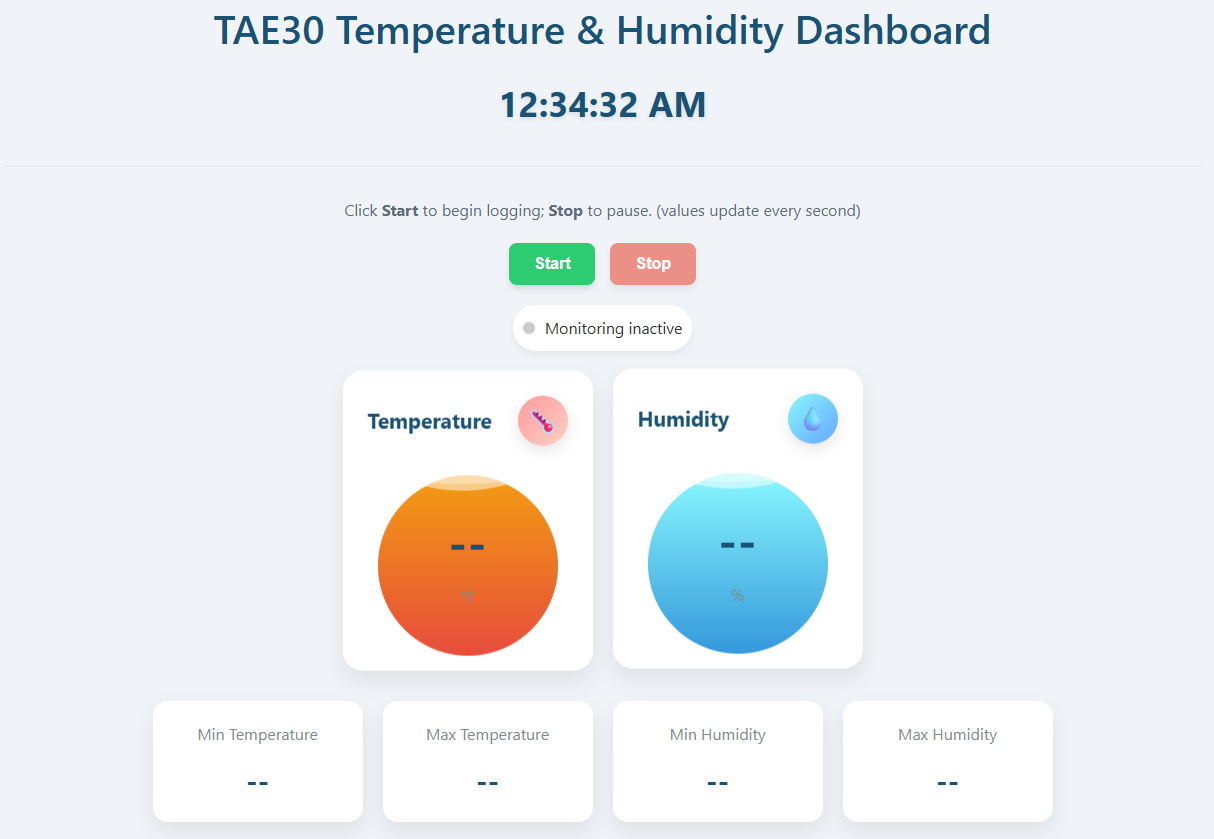 TAE30 Temperature & Humidity Dashboard
12:34:32 AM
Click Start to begin logging; Stop to pause. (values update every second)
Start Stop
Monitoring inactive
Temperature Humidity
-- --
%
Min Temperature Max Temperature Min Humidity Max Humidity
-- -- -- --